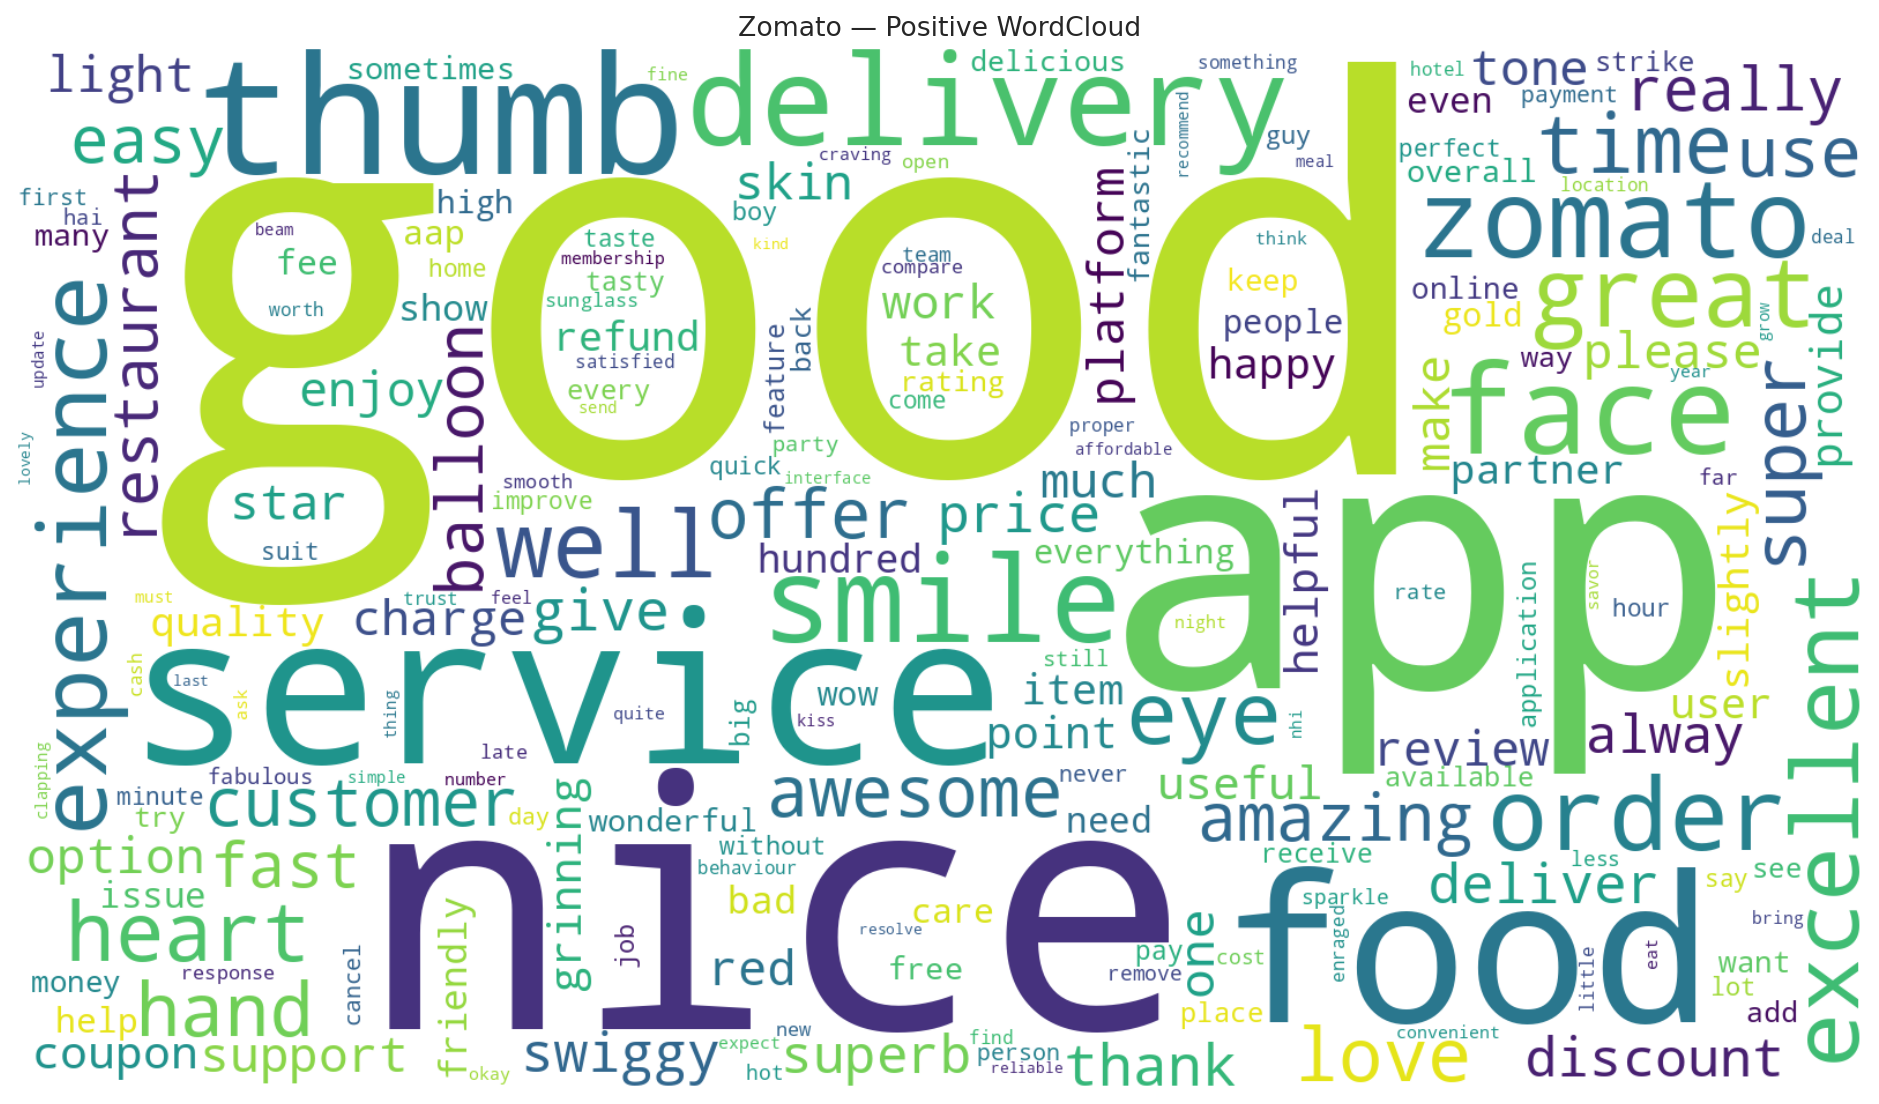 Zomato — Positive WordCloud
light
thumb
sometimes
fine
delivery
delicious
something
hotel
tone
strike
even
payment
really
easy
craving
open
recommend
guy
meal
perfect
overall
time
use
first
hai
many
restaurant
good
high
aap
home
skin
boy
kind
platform
fantastic
location
zomato
deal
beam
fee
worth
show
taste
membership
tasty
sunglass
refund
satisfied
every
send
team
compare
work
take
rating
come
think
keep
people
happy
online
gold
great
grow
provide
update
experience
enjoy
balloon
feature
back
way
please
year
make
face
super
lovely
star
suit
party
quick
interface
proper
affordable
much
partner
far
smooth
improve
well
offer
price
hundred
everything
helpful
app
slightly
must
quality
trust
feel
charge
give
smile
night
rate
savor
hour
application
excellent
cash
last
ask
service
thing
quite
big
wow
kiss
still
item
point
eye
nhi
user
review
alway
clapping
late
fabulous
simple
number
minute
customer
try
day
grinning
wonderful
awesome
never
need
useful
available
amazing
order
option
fast
issue
heart
nice
without
behaviour
bad
care
resolve
receive
less
deliver
say
see
sparkle
enraged
food
bring
friendly
job
red
free
remove
pay
one
cost
eat
little
want
lot
money
response
cancel
help
hand
place
add
coupon
support
okay
swiggy
new
expect
hot
superb
find
person
reliable
thank
love
convenient
discount